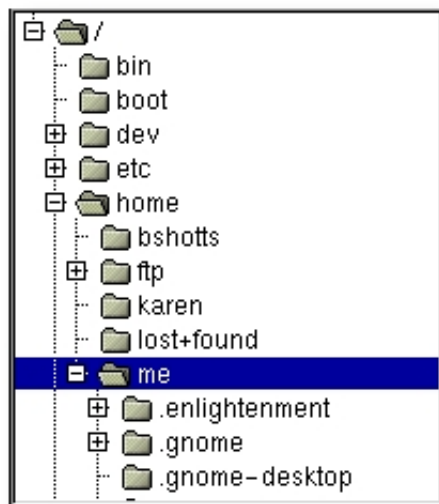 /
bin
boot
dev
etc
home
bshotts
ftp
karen
lost+found
me
.enlightenment
.gnome
.gnome-desktop